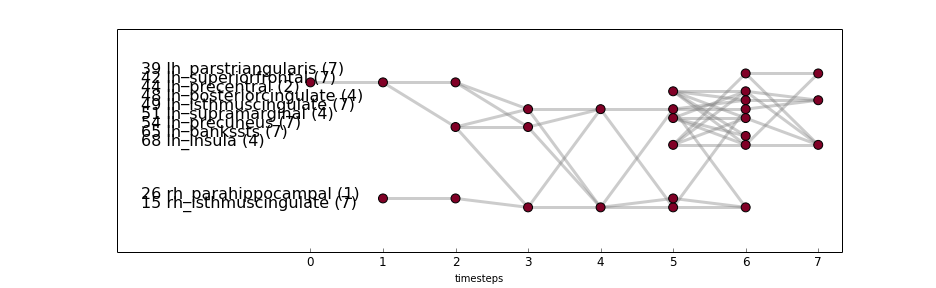 39 lh_parstriangularis (7)
42 lh_superiorfrontal (7)
44 lh_precentral (2)
48 lh_posteriorcingulate (4)
49 lh_isthmuscingulate (7)
51 lh_supramarginal (4)
54 lh_precuneus (7)
65 lh_bankssts (7)
68 lh_insula (4)
26 rh_parahippocampal (1)
15 rh_isthmuscingulate (7)
0 1 2 3 4 5 6 7
timesteps